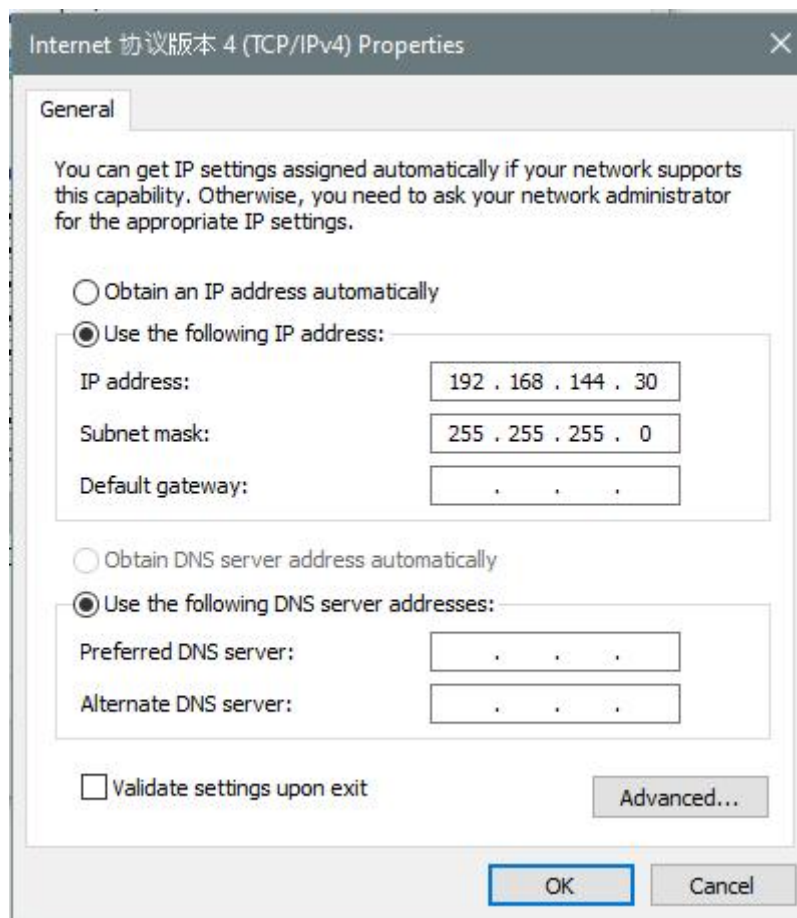 Internet 协议版本 4 (TCP/IPv4) Properties
General
You can get IP settings assigned automatically if your network supports
this capability. Otherwise, you need to ask your network administrator
for the appropriate IP settings.
Obtain an IP address automatically
Use the following IP address:
IP address: 192 . 168 . 144 . 30
Subnet mask: 255 . 255 . 255 . 0
Default gateway: . . .
Obtain DNS server address automatically
Use the following DNS server addresses:
Preferred DNS server: . . .
Alternate DNS server: . . .
Validate settings upon exit
Advanced...
OK Cancel